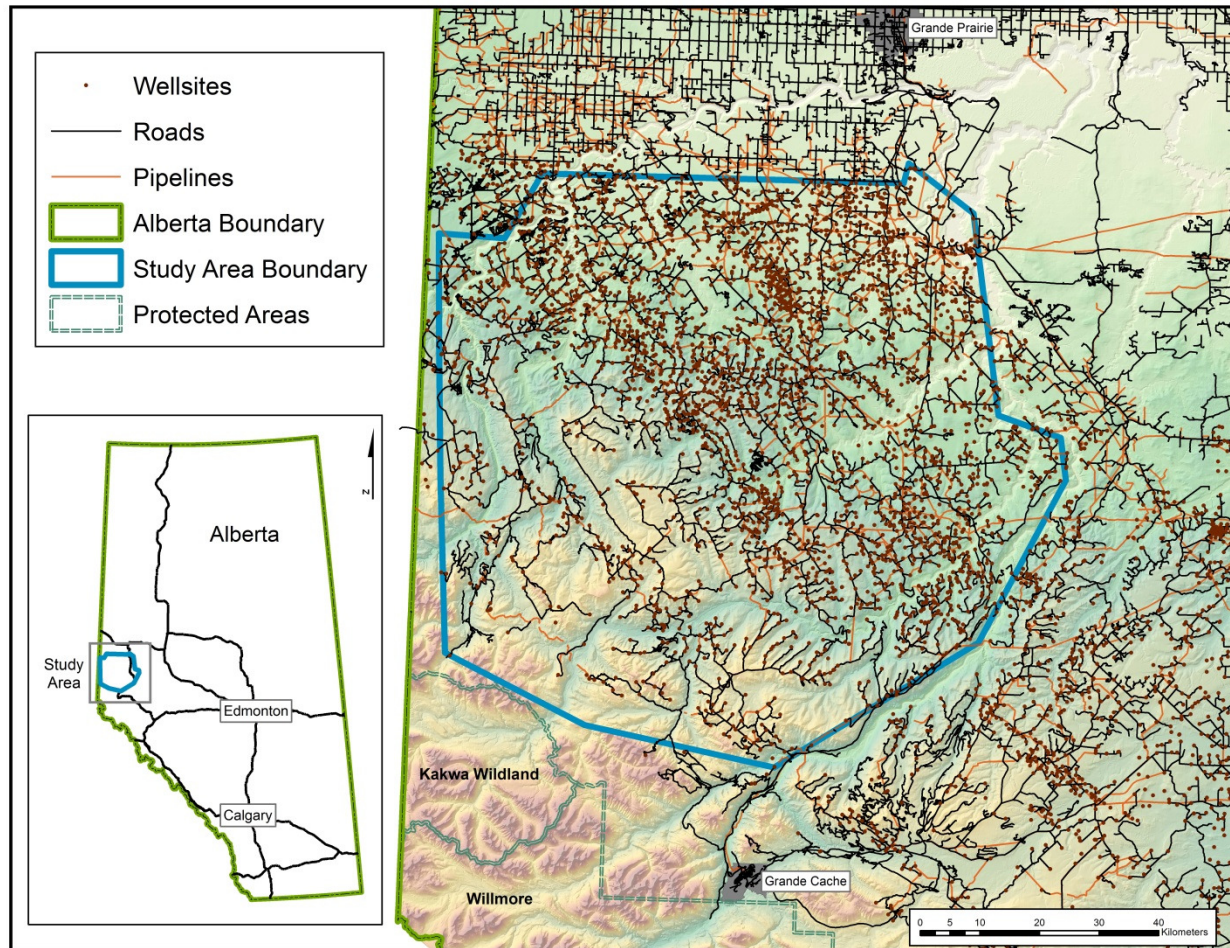 Wellsites
Roads
Pipelines
Alberta Boundary
Study Area Boundary
Protected Areas
N
Alberta
Study
Area
Edmonton
Calgary
Grande Prairie
Kakwa Wildland
Willmore
Grande Cache
0 5 10 20 30 40
Kilometers